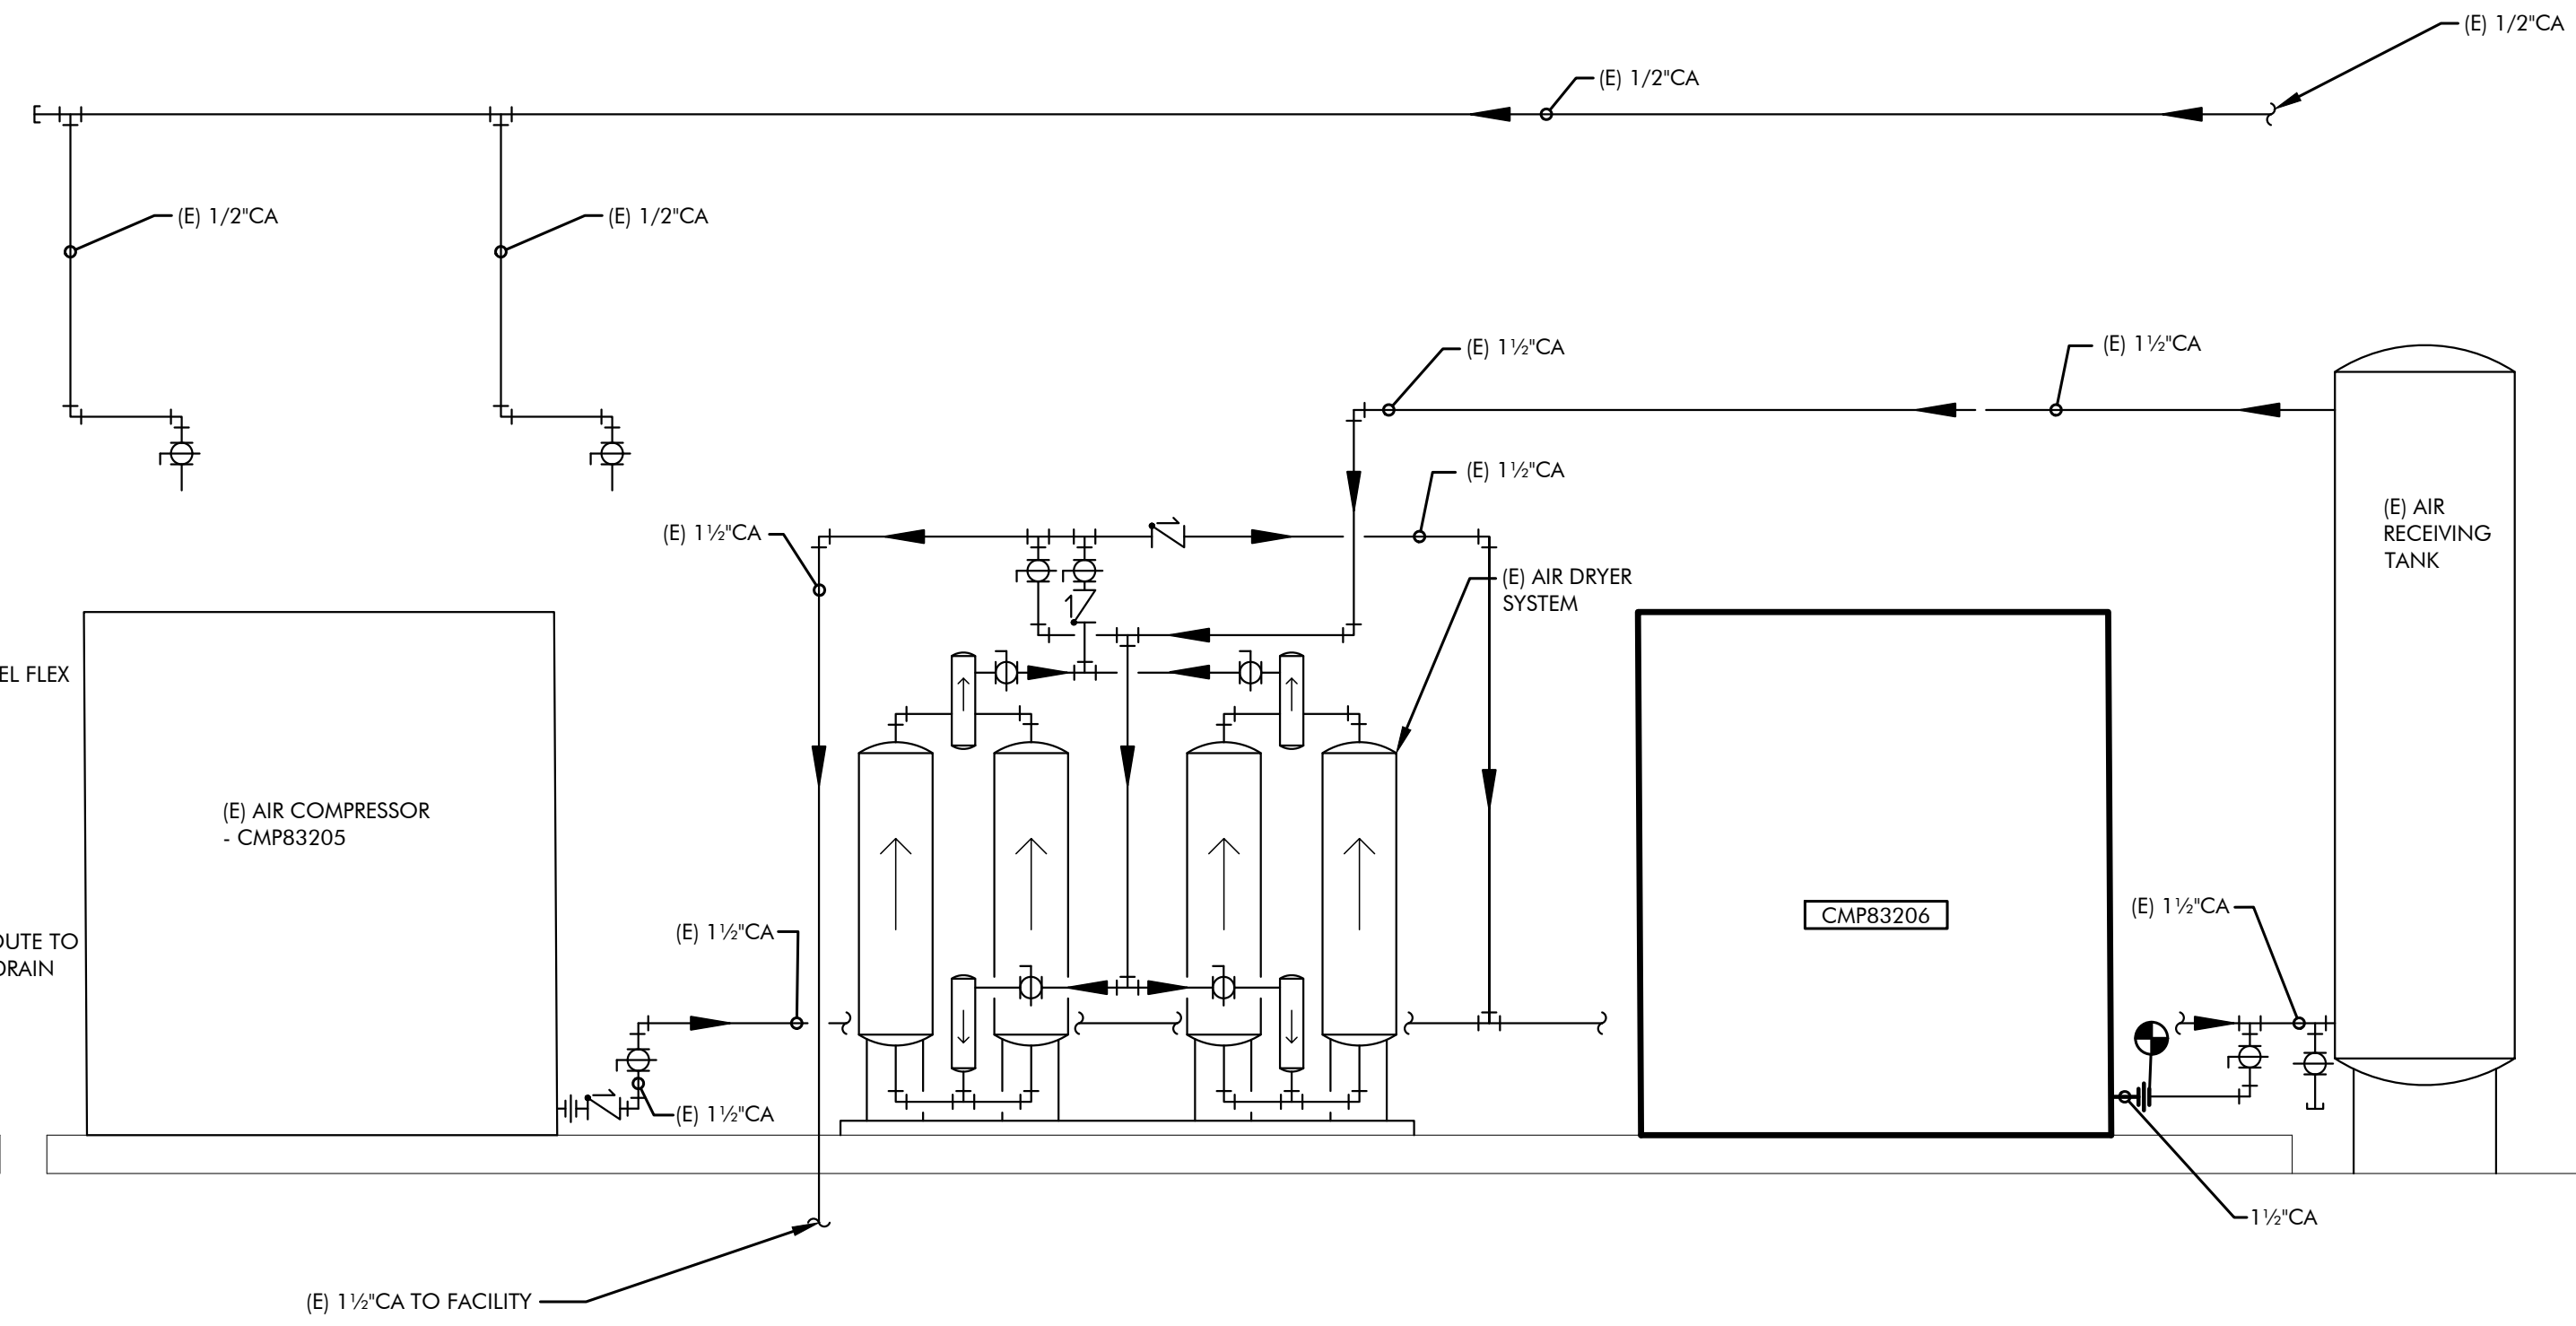 (E) 1/2"CA
(E) 1/2"CA
(E) 1/2"CA
(E) 1/2"CA
(E) 1½"CA
(E) 1½"CA
(E) 1½"CA
(E) AIR
RECEIVING
TANK
(E) 1½"CA
(E) AIR DRYER
SYSTEM
EL FLEX
(E) AIR COMPRESSOR
- CMP83205
(E) 1½"CA
CMP83206
(E) 1½"CA
OUTE TO
DRAIN
(E) 1½"CA
1½"CA
(E) 1½"CA TO FACILITY